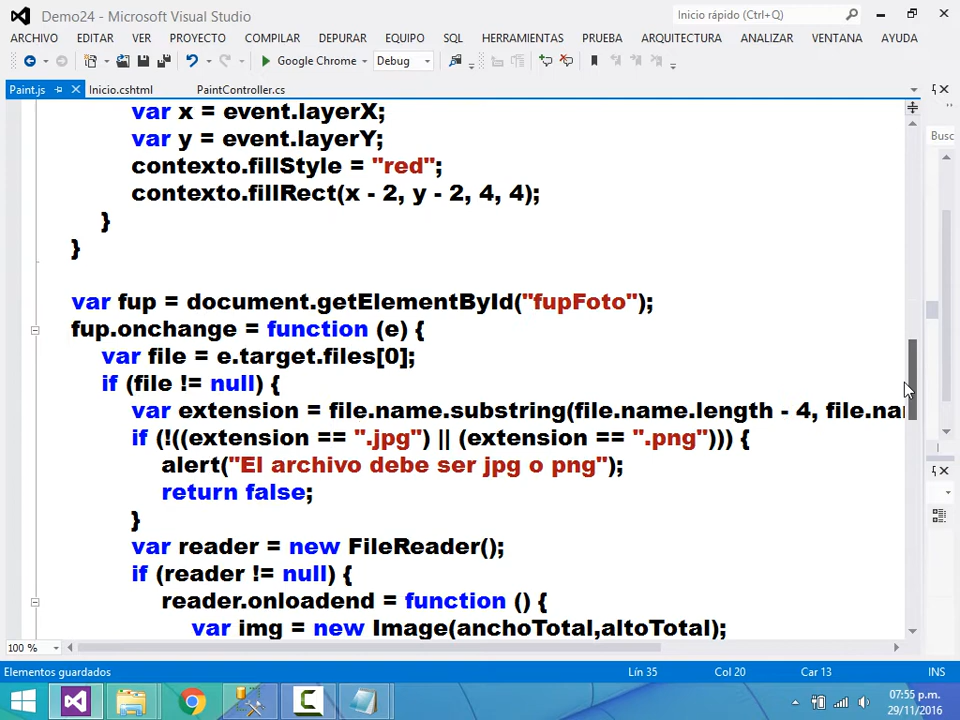 Demo24 - Microsoft Visual Studio
Inicio rápido (Ctrl+Q)
ARCHIVO EDITAR VER PROYECTO COMPILAR DEPURAR EQUIPO SQL HERRAMIENTAS PRUEBA ARQUITECTURA ANALIZAR VENTANA AYUDA
Google Chrome Debug
Paint.js Inicio.cshtml PaintController.cs
Busc
var x = event.layerX;
var y = event.layerY;
contexto.fillStyle = "red";
contexto.fillRect(x - 2, y - 2, 4, 4);
}
}
var fup = document.getElementById("fupFoto");
fup.onchange = function (e) {
var file = e.target.files[0];
if (file != null) {
var extension = file.name.substring(file.name.length - 4, file.na
if (!((extension == ".jpg") || (extension == ".png"))) {
alert("El archivo debe ser jpg o png");
return false;
}
var reader = new FileReader();
if (reader != null) {
reader.onloadend = function () {
var img = new Image(anchoTotal,altoTotal);
100 %
Elementos guardados Lín 35 Col 20 Car 13 INS
07:55 p.m.
29/11/2016